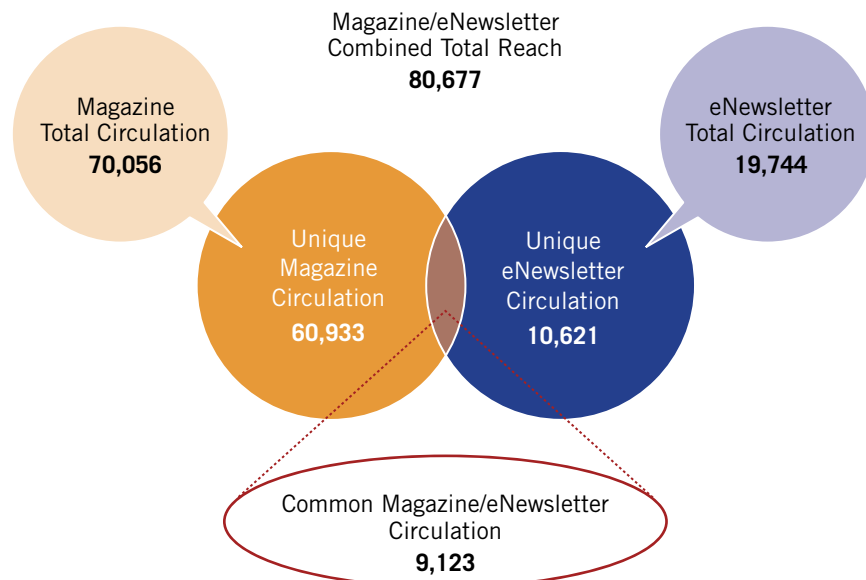 Magazine/eNewsletter
Combined Total Reach
80,677
Magazine
Total Circulation
70,056
eNewsletter
Total Circulation
19,744
Unique
Magazine
Circulation
60,933
Unique
eNewsletter
Circulation
10,621
Common Magazine/eNewsletter
Circulation
9,123